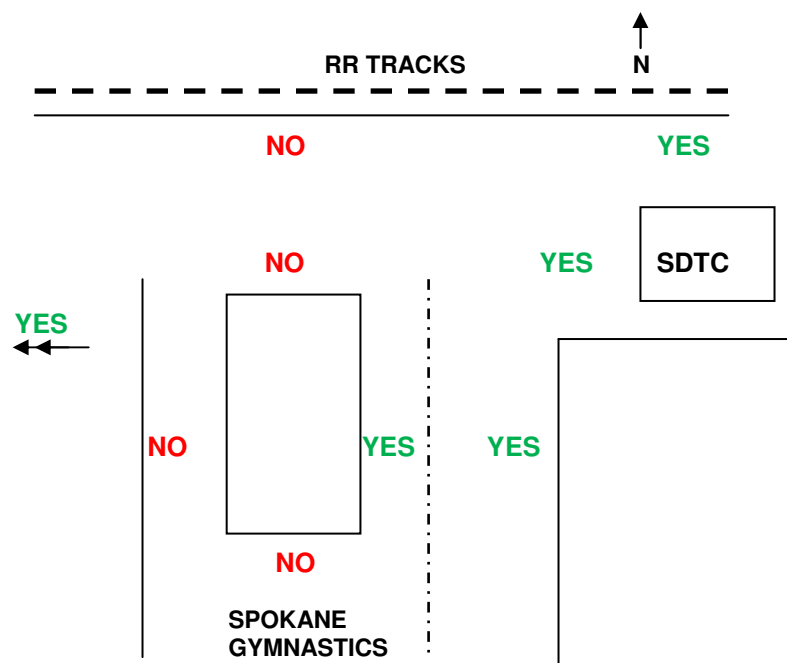 RR TRACKS N
NO YES
NO YES SDTC
YES
NO YES YES
NO
SPOKANE
GYMNASTICS